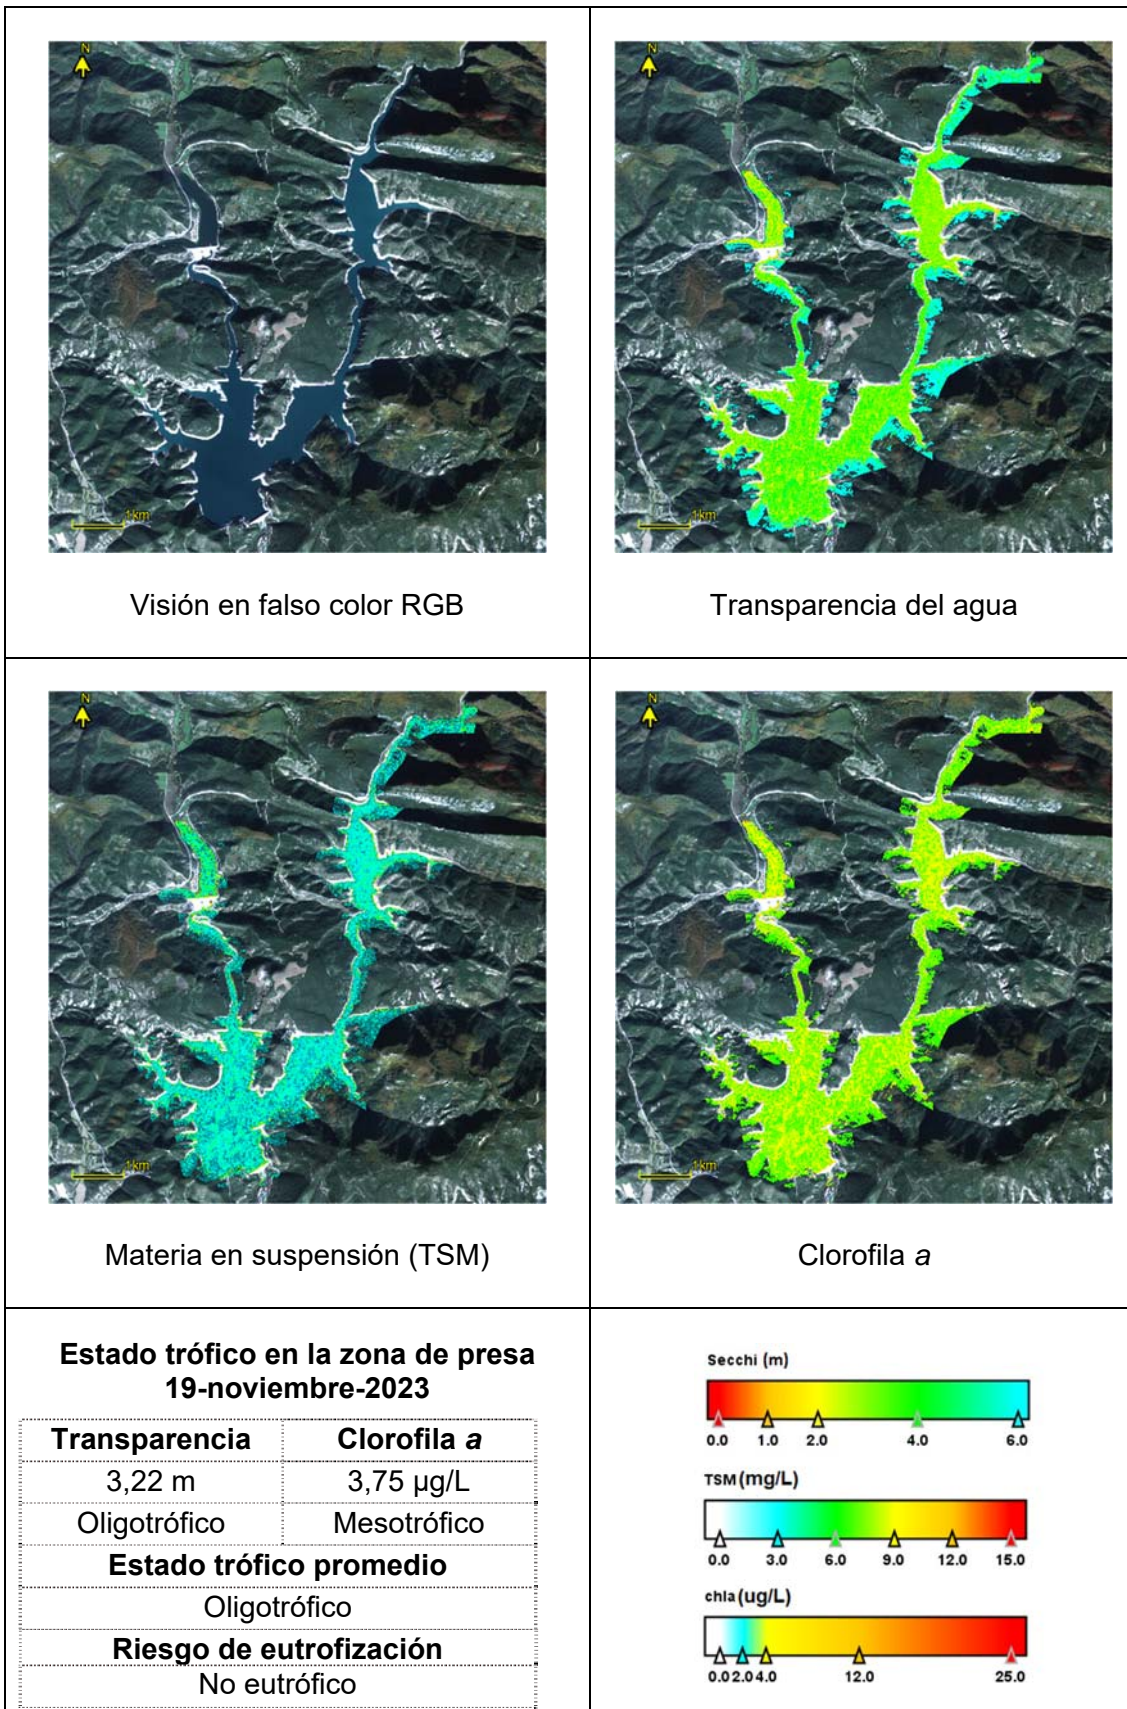 N
1km
N
1km
Visión en falso color RGB
Transparencia del agua
N
1km
N
1km
Materia en suspensión (TSM)
Clorofila a
Estado trófico en la zona de presa
19-noviembre-2023
Transparencia Clorofila a
3,22 m 3,75 µg/L
Oligotrófico Mesotrófico
Estado trófico promedio
Oligotrófico
Riesgo de eutrofización
No eutrófico
Secchi (m)
0.0 1.0 2.0 4.0 6.0
TSM (mg/L)
0.0 3.0 6.0 9.0 12.0 15.0
chla (ug/L)
0.0 2.0 4.0 12.0 25.0